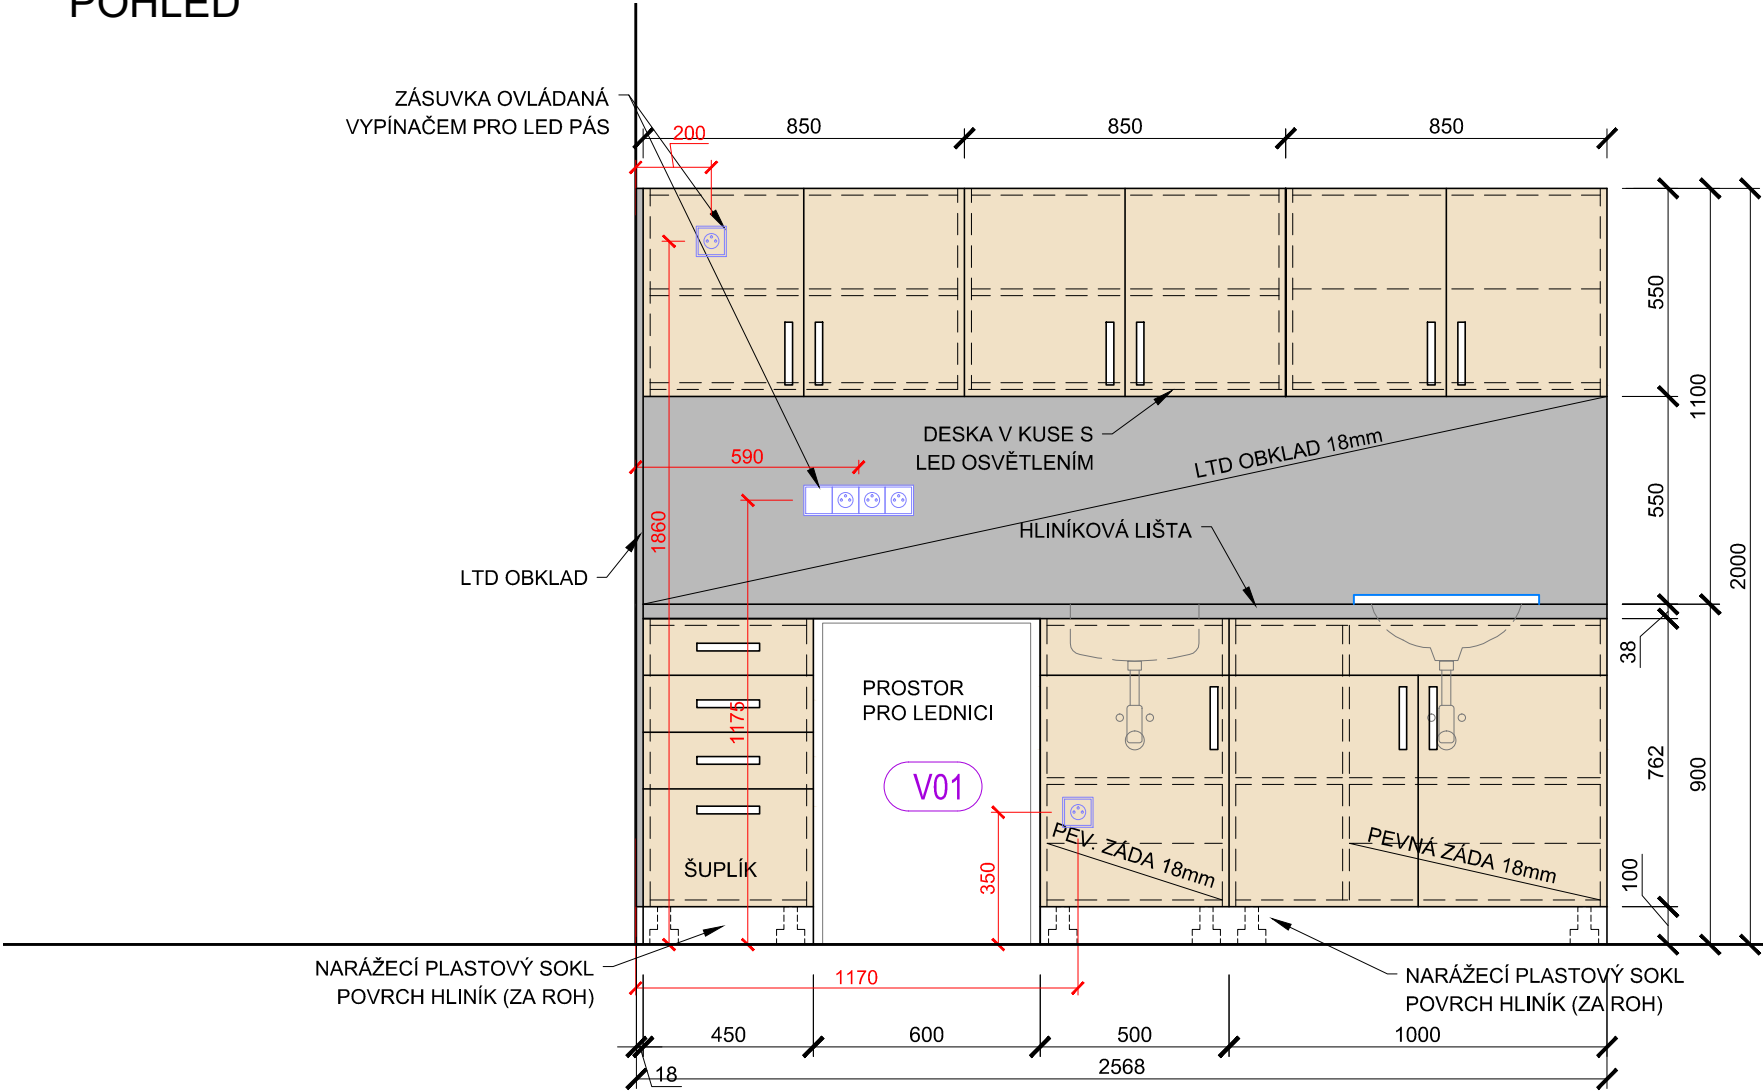 POHLED
ZÁSUVKA OVLÁDANÁ
VYPÍNAČEM PRO LED PÁS
200
850
850
850
550
1100
550
2000
DESKA V KUSE S
LED OSVĚTLENÍM
LTD OBKLAD 18mm
590
1860
HLINÍKOVÁ LIŠTA
LTD OBKLAD
38
PROSTOR
PRO LEDNICI
1175
V01
762
900
350
PEV. ZÁDA 18mm
PEVNÁ ZÁDA 18mm
ŠUPLÍK
100
NARÁŽECÍ PLASTOVÝ SOKL
POVRCH HLINÍK (ZA ROH)
1170
NARÁŽECÍ PLASTOVÝ SOKL
POVRCH HLINÍK (ZA ROH)
450
600
500
1000
18
2568